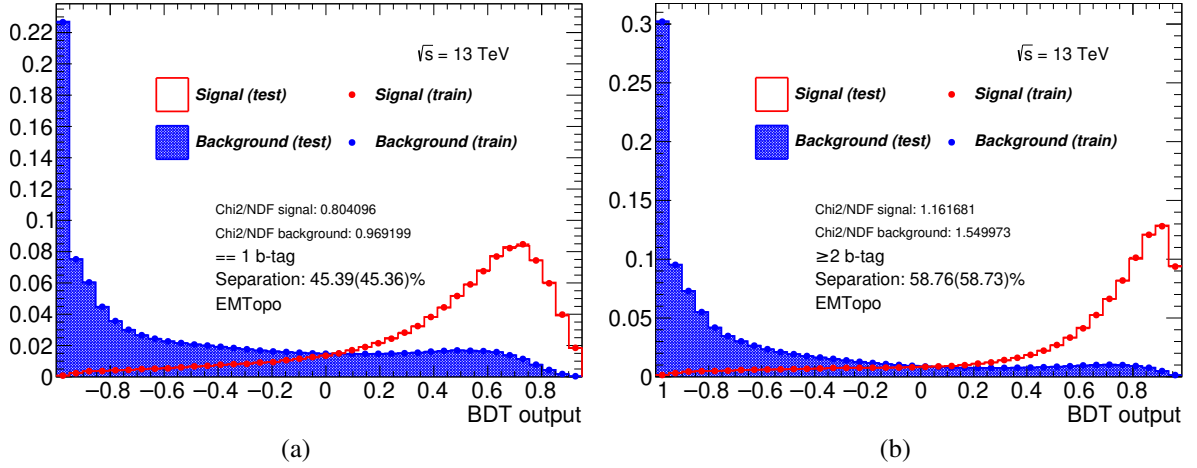 0.22
0.2
0.18
0.16
0.14
0.12
0.1
0.08
0.06
0.04
0.02
0
√s = 13 TeV
Signal (test)
Signal (train)
Background (test)
Background (train)
Chi2/NDF signal: 0.804096
Chi2/NDF background: 0.969199
== 1 b-tag
Separation: 45.39(45.36)%
EMTopo
−0.8 −0.6 −0.4 −0.2 0 0.2 0.4 0.6 0.8
BDT output
(a)
0.3
0.25
0.2
0.15
0.1
0.05
0
√s = 13 TeV
Signal (test)
Signal (train)
Background (test)
Background (train)
Chi2/NDF signal: 1.161681
Chi2/NDF background: 1.549973
≥2 b-tag
Separation: 58.76(58.73)%
EMTopo
1 −0.8 −0.6 −0.4 −0.2 0 0.2 0.4 0.6 0.8
BDT output
(b)